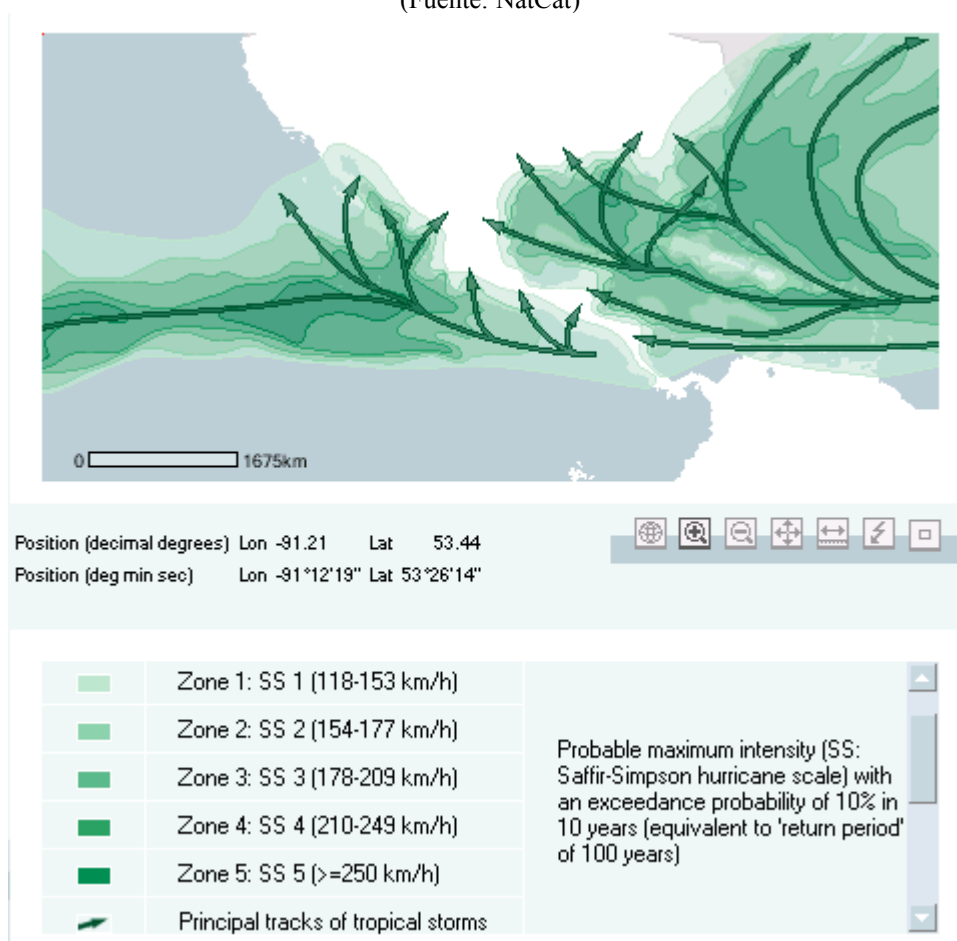 (Fuente: NatCat)
0 1675km
Position (decimal degrees) Lon -91.21 Lat 53.44
Position (deg min sec) Lon -91°12'19" Lat 53°26'14"
Zone 1: SS 1 (118-153 km/h)
Zone 2: SS 2 (154-177 km/h)
Zone 3: SS 3 (178-209 km/h)
Zone 4: SS 4 (210-249 km/h)
Zone 5: SS 5 (>=250 km/h)
Principal tracks of tropical storms
Probable maximum intensity (SS:
Saffir-Simpson hurricane scale) with
an exceedance probability of 10% in
10 years (equivalent to 'return period'
of 100 years)